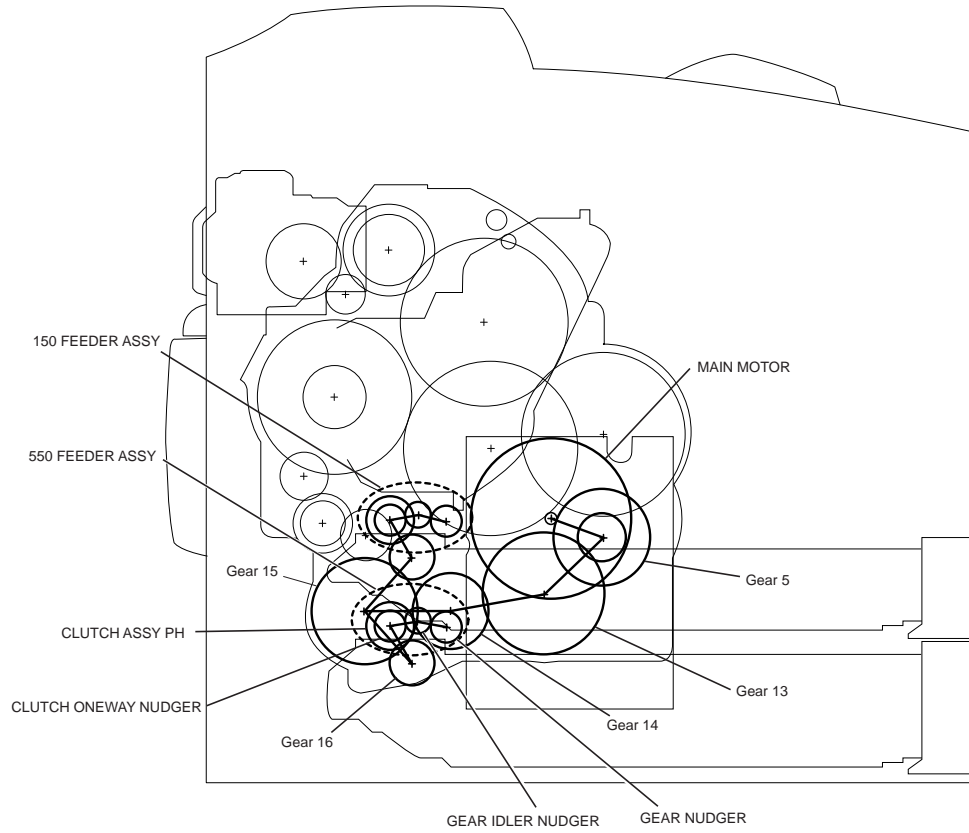 150 FEEDER ASSY
MAIN MOTOR
550 FEEDER ASSY
Gear 15
Gear 5
CLUTCH ASSY PH
Gear 13
CLUTCH ONEWAY NUDGER
Gear 14
Gear 16
GEAR IDLER NUDGER
GEAR NUDGER